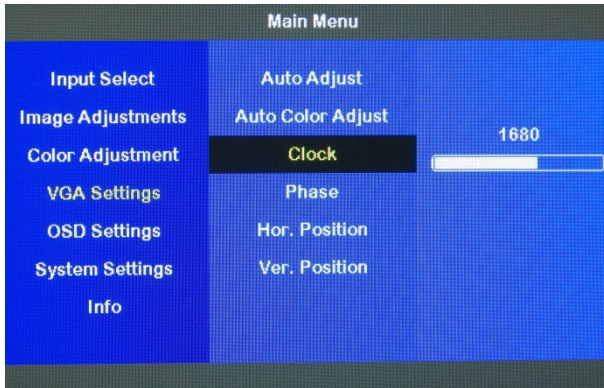 Main Menu
Input Select
Image Adjustments
Color Adjustment
VGA Settings
OSD Settings
System Settings
Info
Auto Adjust
Auto Color Adjust
Clock
Phase
Hor. Position
Ver. Position
1680